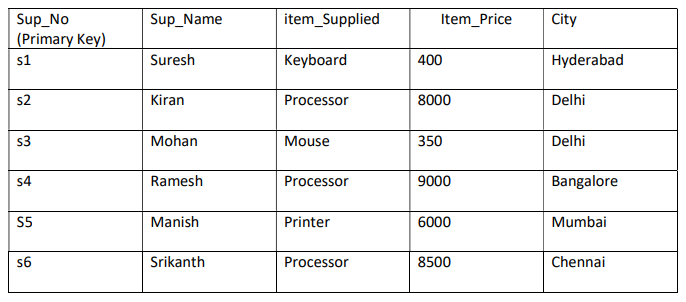 Sup_No Sup_Name item_Supplied Item_Price City
(Primary Key)
s1 Suresh Keyboard 400 Hyderabad
s2 Kiran Processor 8000 Delhi
s3 Mohan Mouse 350 Delhi
s4 Ramesh Processor 9000 Bangalore
S5 Manish Printer 6000 Mumbai
s6 Srikanth Processor 8500 Chennai